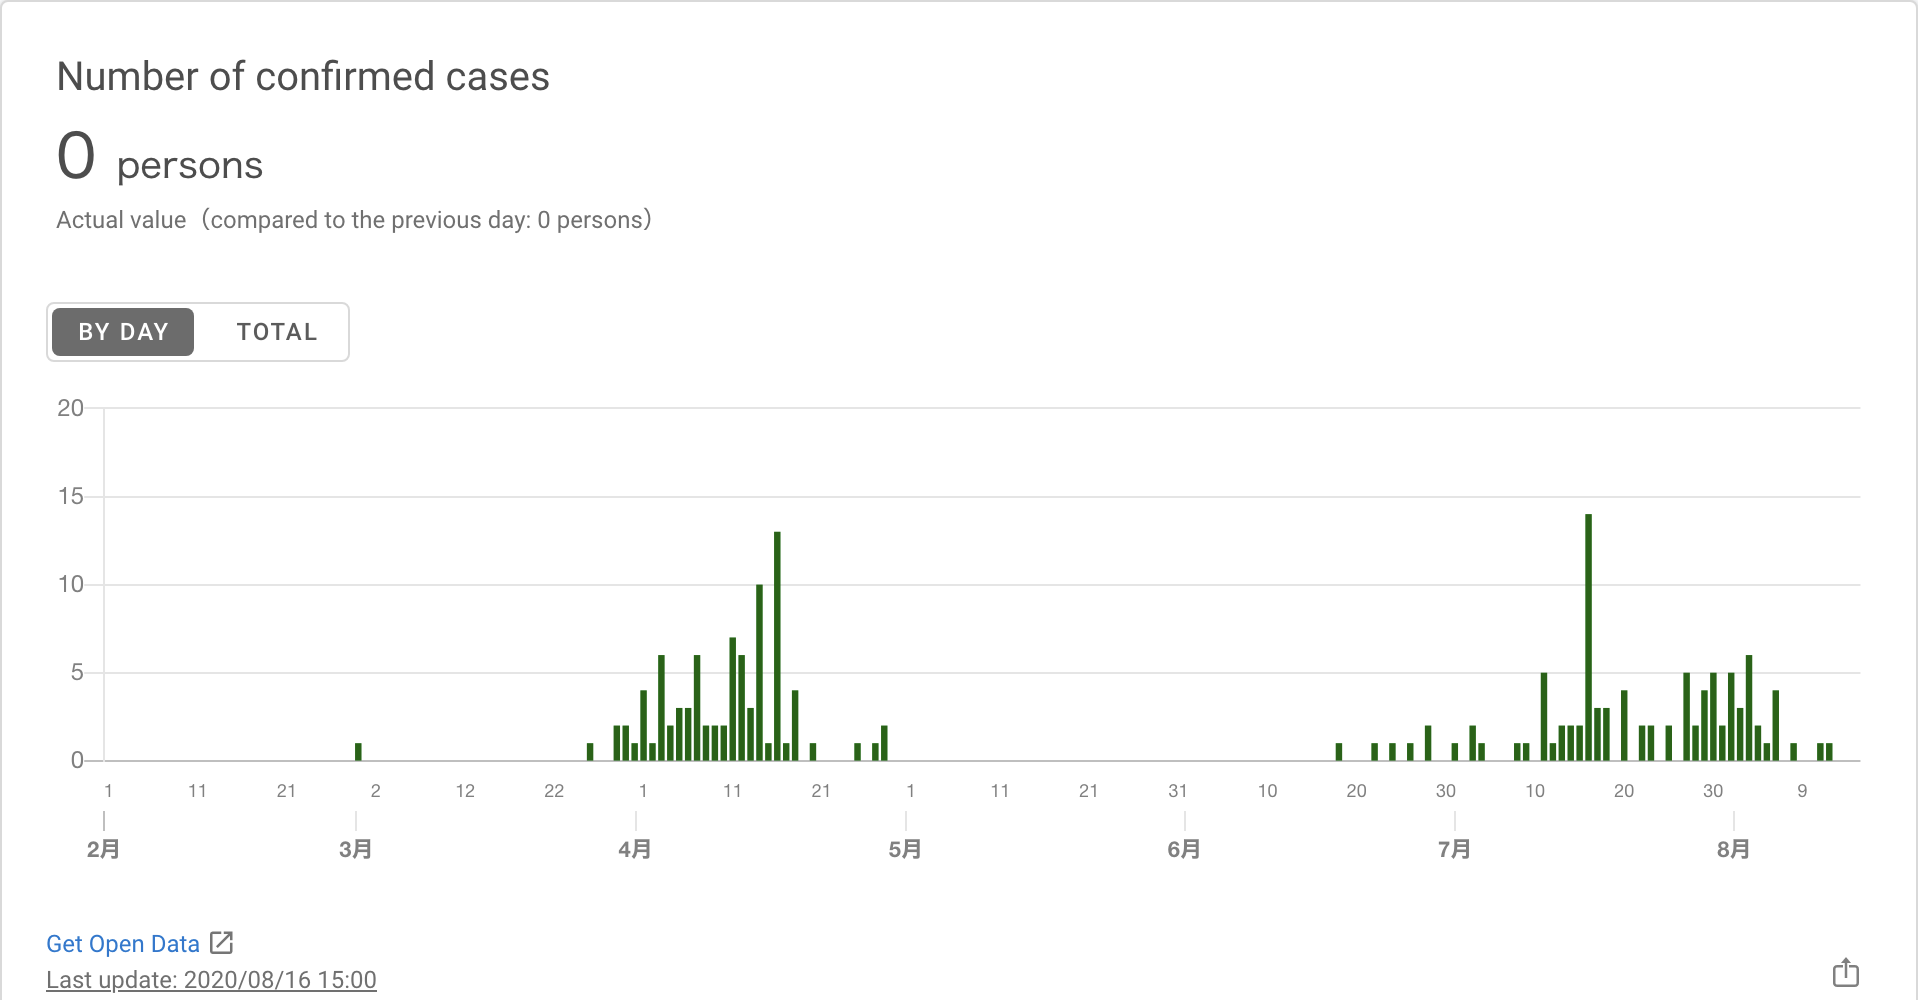 Number of confirmed cases
0 persons
Actual value（compared to the previous day: 0 persons）
BY DAY TOTAL
20
15
10
5
0
1 11 21 2 12 22 1 11 21 1 11 21 31 10 20 30 10 20 30 9
2月 3月 4月 5月 6月 7月 8月
Get Open Data
Last update: 2020/08/16 15:00